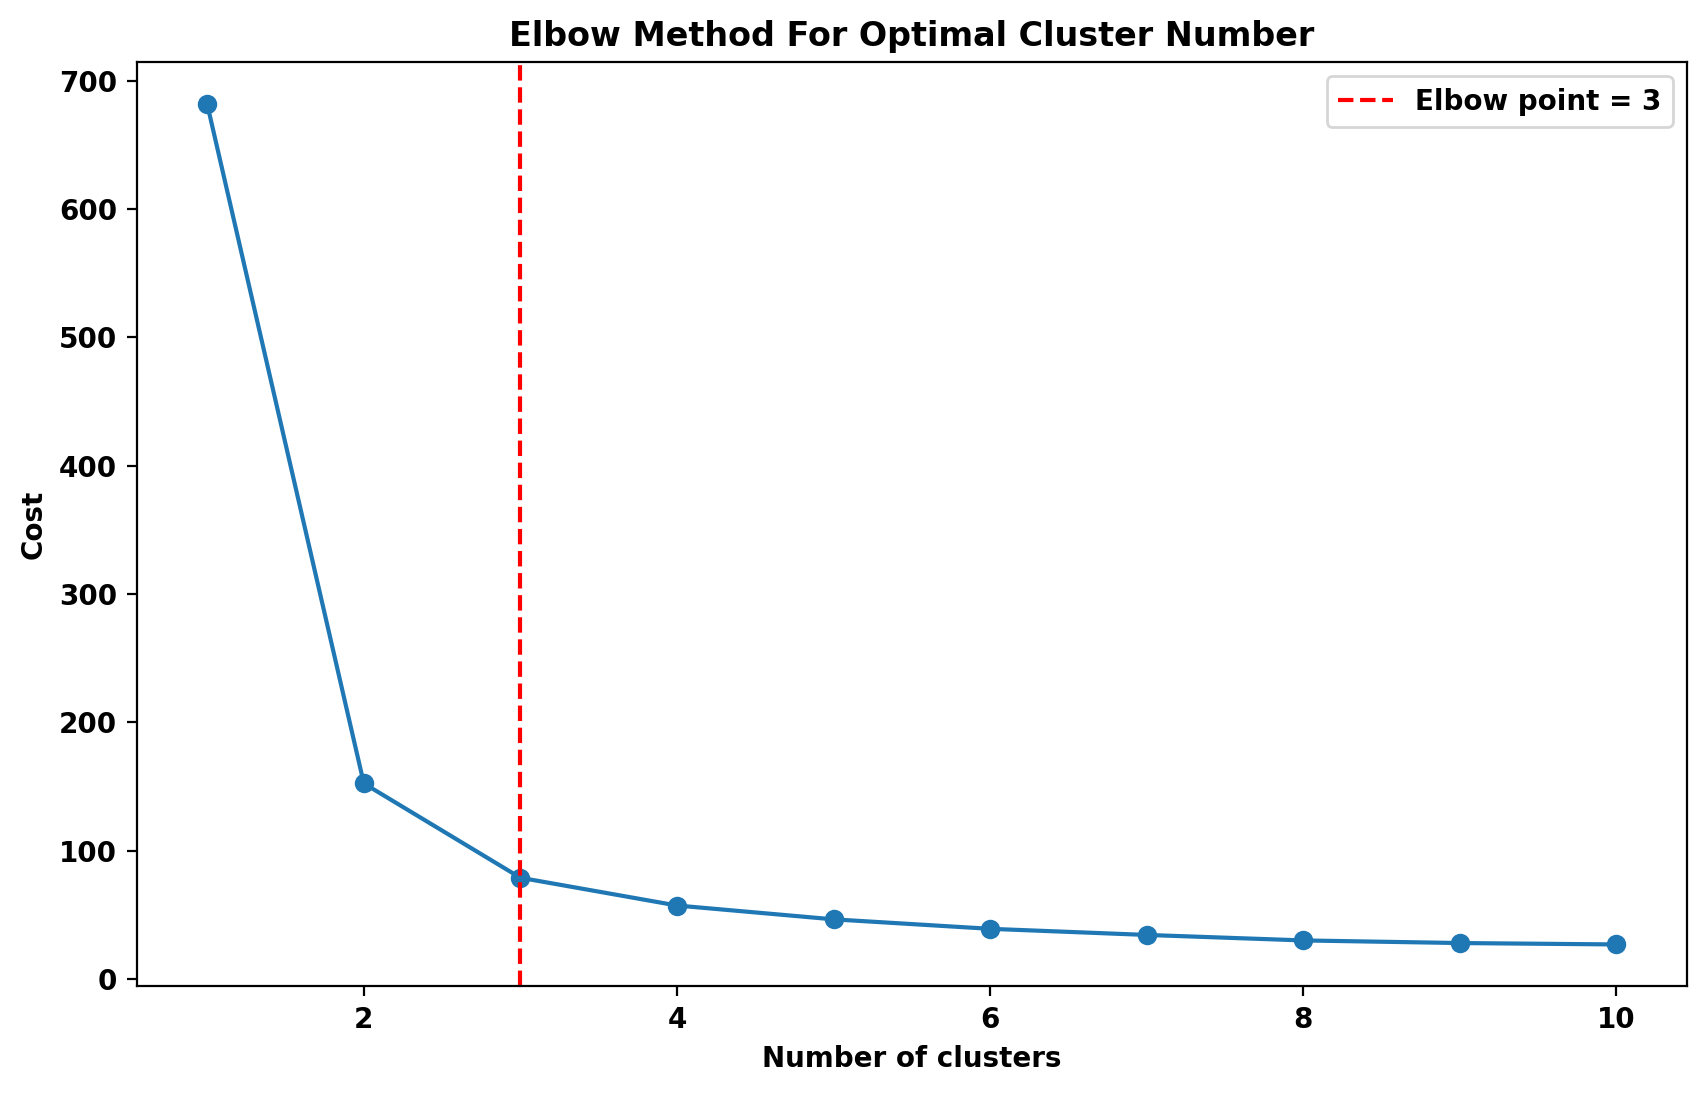 Elbow Method For Optimal Cluster Number
Elbow point = 3
700
600
500
400
300
200
100
0
Cost
2 4 6 8 10
Number of clusters